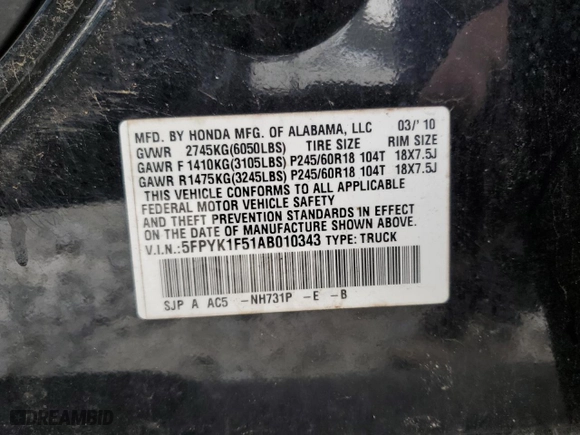 MFD. BY HONDA MFG. OF ALABAMA, LLC 03/' 10
GVWR 2745KG(6050LBS) TIRE SIZE RIM SIZE
GAWR F 1410KG(3105LBS) P245/60R18 104T 18X7.5J
GAWR R1475KG(3245LBS) P245/60R18 104T 18X7.5J
THIS VEHICLE CONFORMS TO ALL APPLICABLE
FEDERAL MOTOR VEHICLE SAFETY
AND THEFT PREVENTION STANDARDS IN EFFECT
ON THE DATE OF MANUFACTURE SHOWN ABOVE.
V.I.N.: 5FPYK1F51AB010343 TYPE: TRUCK
SJP A AC5 -NH731P -E -B
DREAMBID